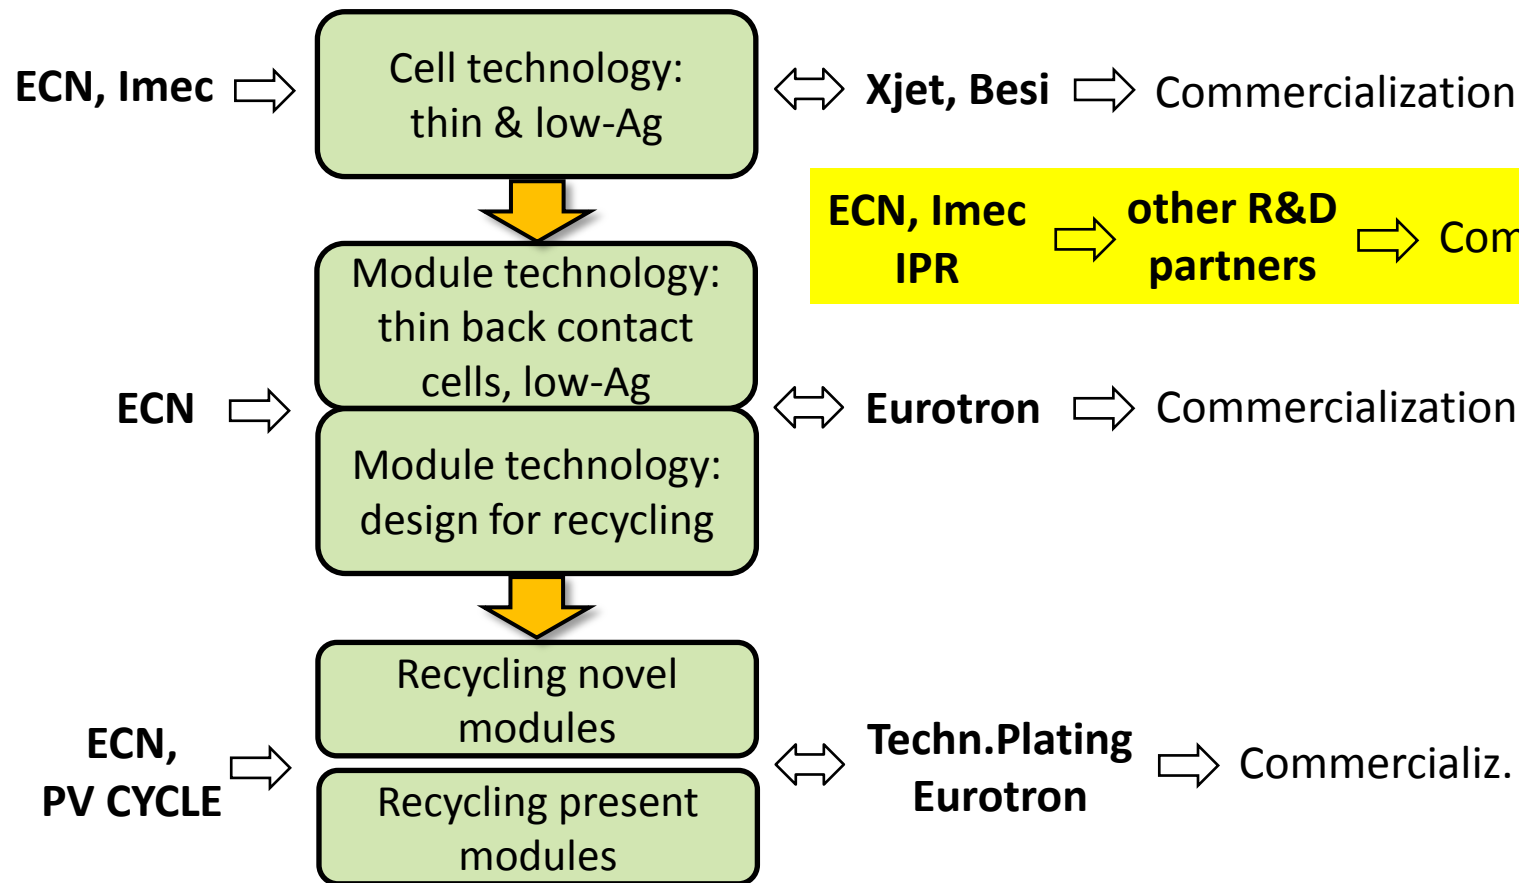 ECN, Imec
Cell technology:
thin & low-Ag
Xjet, Besi
Commercialization
ECN, Imec
IPR
other R&D
partners
Com
Module technology:
thin back contact
cells, low-Ag
ECN
Eurotron
Commercialization
Module technology:
design for recycling
Recycling novel
modules
ECN,
PV CYCLE
Techn.Plating
Eurotron
Commercializ.
Recycling present
modules